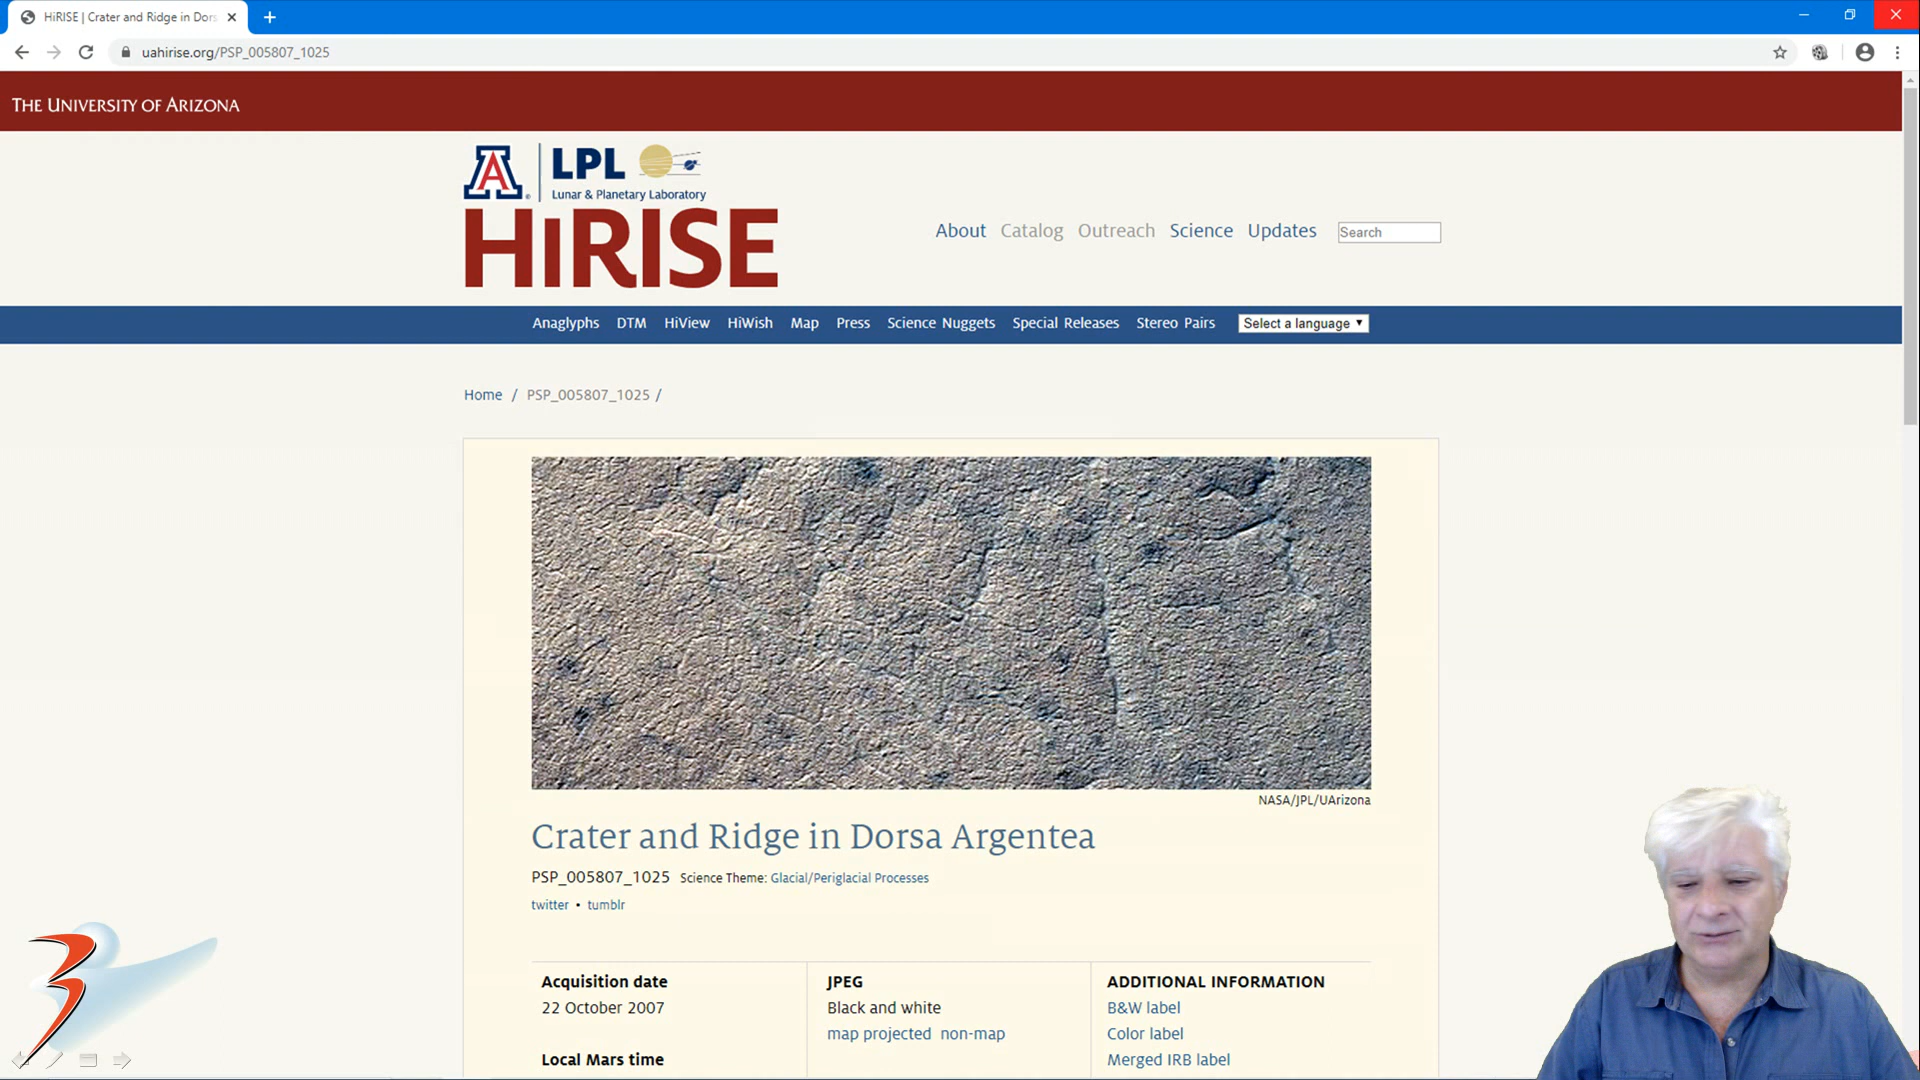 HiRISE | Crater and Ridge in Dors
uahirise.org/PSP_005807_1025
THE UNIVERSITY OF ARIZONA
A LPL
Lunar & Planetary Laboratory
HiRISE
About Catalog Outreach Science Updates Search
Anaglyphs DTM HiView HiWish Map Press Science Nuggets Special Releases Stereo Pairs Select a language
Home / PSP_005807_1025 /
NASA/JPL/UArizona
Crater and Ridge in Dorsa Argentea
PSP_005807_1025 Science Theme: Glacial/Periglacial Processes
twitter • tumblr
Acquisition date
22 October 2007
Local Mars time
JPEG
Black and white
map projected non-map
ADDITIONAL INFORMATION
B&W label
Color label
Merged IRB label